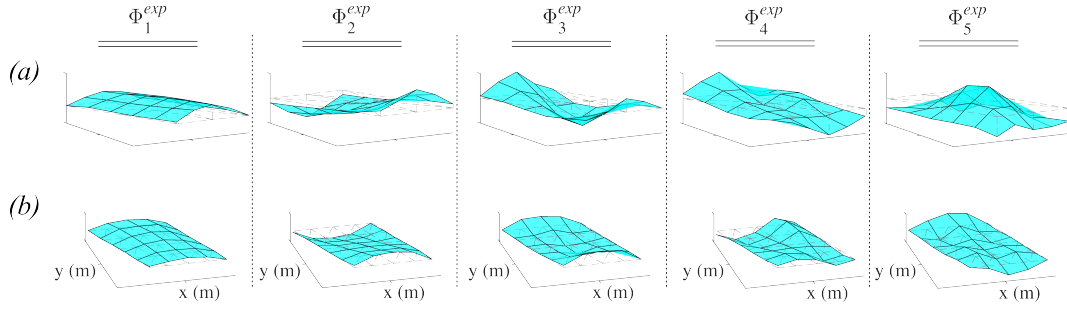 Φ₁ᵉˣᵖ Φ₂ᵉˣᵖ Φ₃ᵉˣᵖ Φ₄ᵉˣᵖ Φ₅ᵉˣᵖ
(a)
(b)
y (m) y (m) y (m) y (m) y (m)
x (m) x (m) x (m) x (m) x (m)